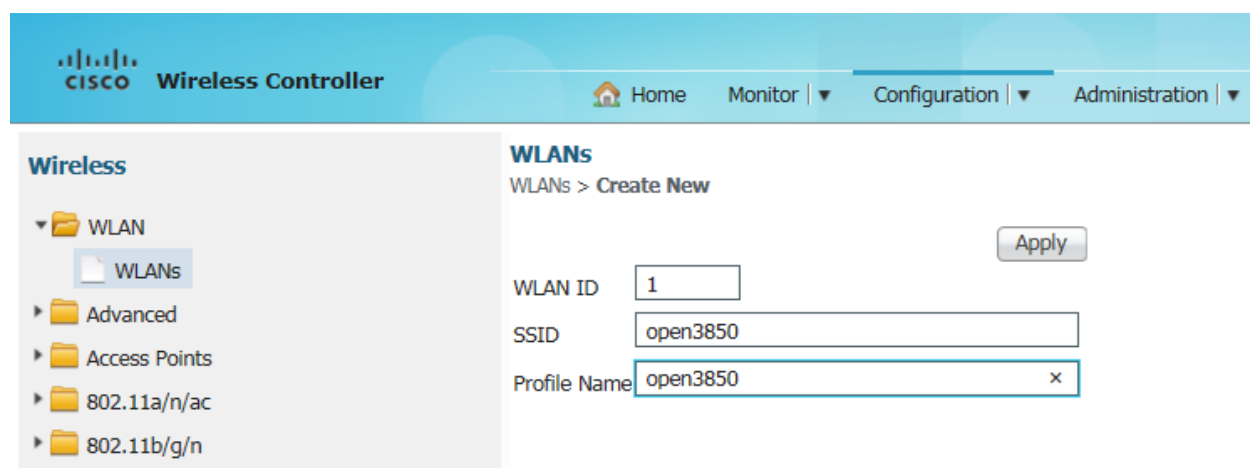 CISCO Wireless Controller
Home Monitor Configuration Administration
Wireless
WLAN
WLANs
Advanced
Access Points
802.11a/n/ac
802.11b/g/n
WLANs
WLANs > Create New
Apply
WLAN ID 1
SSID open3850
Profile Name open3850 ×